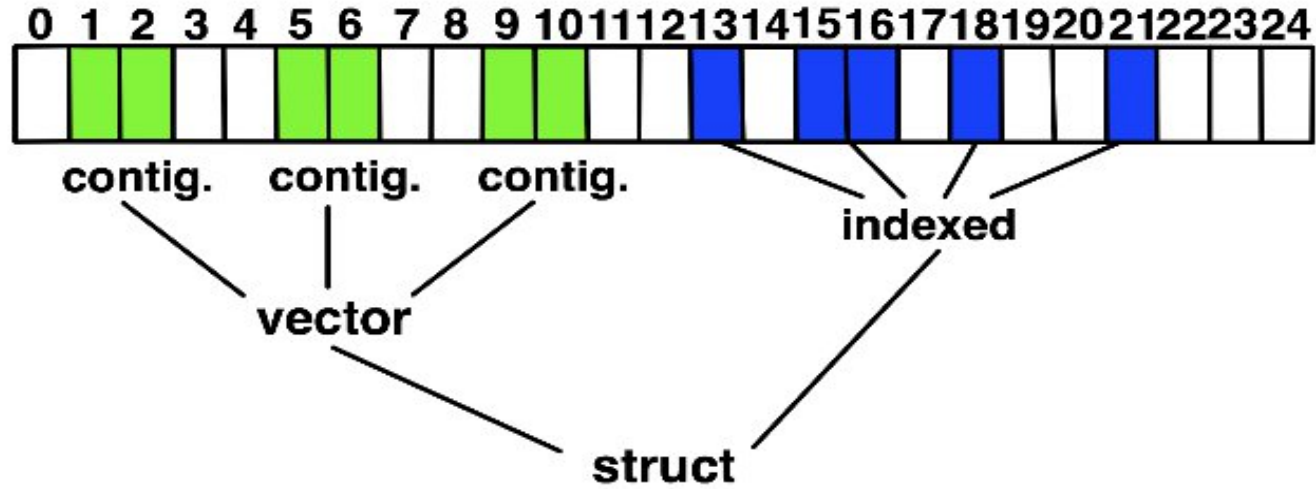 0 1 2 3 4 5 6 7 8 9 10 11 12 13 14 15 16 17 18 19 20 21 22 23 24
contig. contig. contig.
indexed
vector
struct